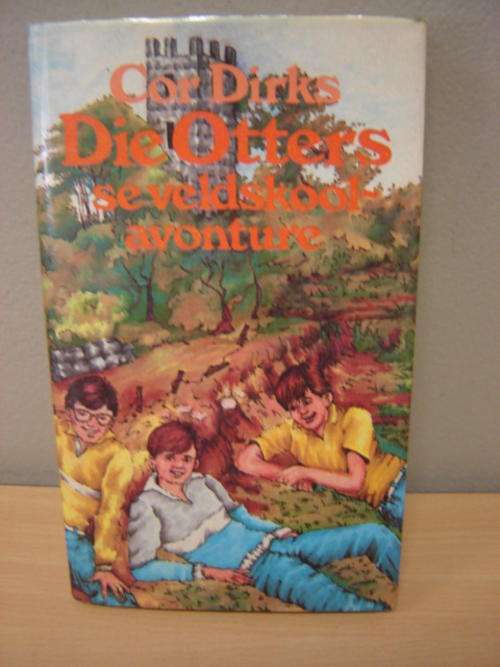 Cor Dirks
Die Otters
se veldskool-
avonture